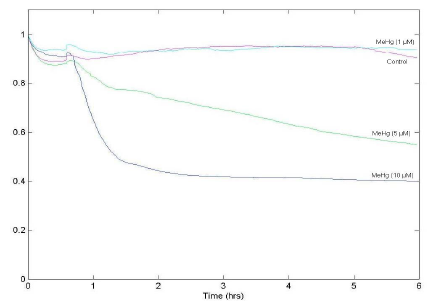 1
0.8
0.6
0.4
0.2
0
0
1
2
3
4
5
6
Time (hrs)
MeHg (1 µM)
Control
MeHg (5 µM)
MeHg (10 µM)